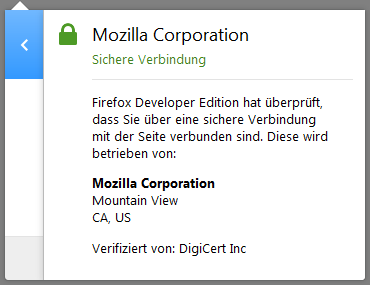 Mozilla Corporation
Sichere Verbindung
Firefox Developer Edition hat überprüft,
dass Sie über eine sichere Verbindung
mit der Seite verbunden sind. Diese wird
betrieben von:
Mozilla Corporation
Mountain View
CA, US
Verifiziert von: DigiCert Inc